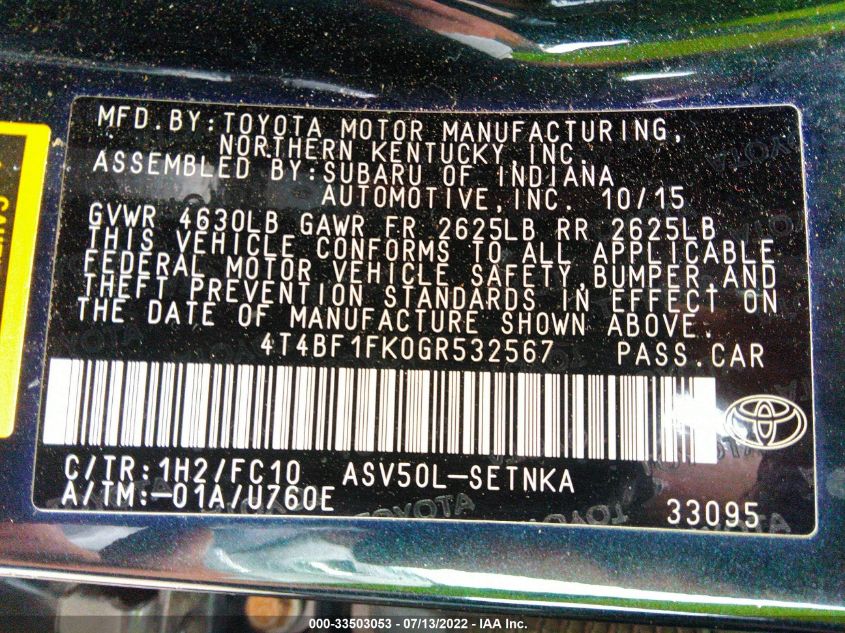 MFD.BY:TOYOTA MOTOR MANUFACTURING,
NORTHERN KENTUCKY, INC.
ASSEMBLED BY:SUBARU OF INDIANA
AUTOMOTIVE,INC. 10/15
GVWR 4630LB GAWR FR 2625LB RR 2625LB
THIS VEHICLE CONFORMS TO ALL APPLICABLE
FEDERAL MOTOR VEHICLE SAFETY,BUMPER,AND
THEFT PREVENTION STANDARDS IN EFFECT ON
THE DATE OF MANUFACTURE SHOWN ABOVE.
4T4BF1FK0GR532567 PASS.CAR
C/TR:1H2/FC10 ASV50L-SETNKA
A/TM:-01A/U760E
33095
TOYOTA
000-33503053 - 07/13/2022 - IAA Inc.